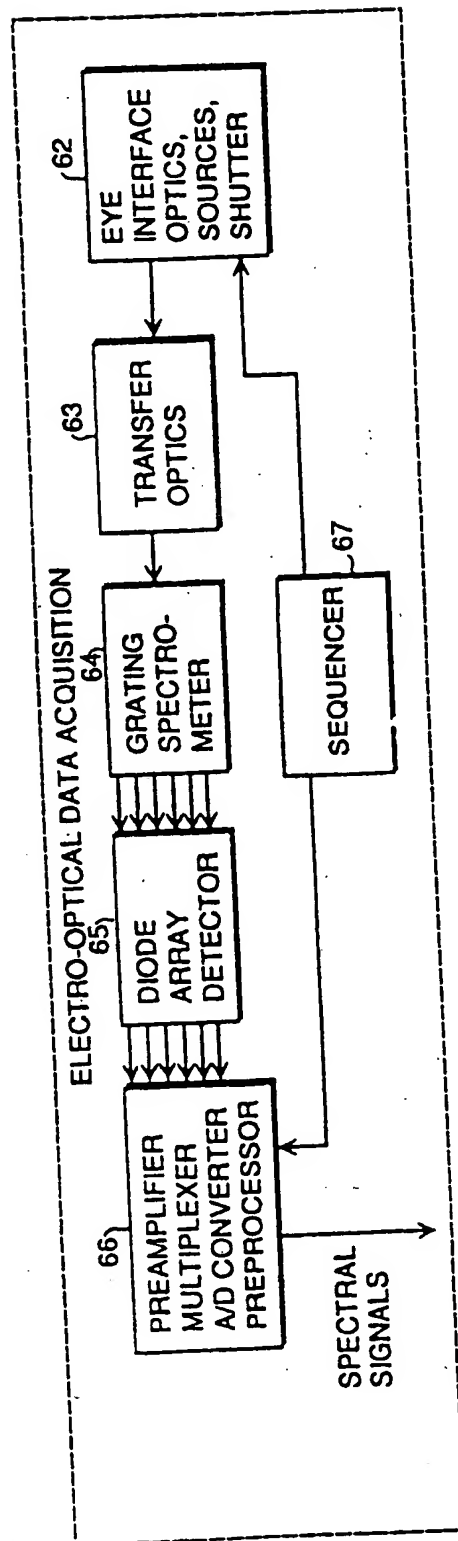 ELECTRO-OPTICAL DATA ACQUISITION
66
PREAMPLIFIER
MULTIPLEXER
A/D CONVERTER
PREPROCESSOR
65
DIODE
ARRAY
DETECTOR
64
GRATING
SPECTRO-
METER
63
TRANSFER
OPTICS
62
EYE
INTERFACE
OPTICS,
SOURCES,
SHUTTER
SEQUENCER
67
SPECTRAL
SIGNALS